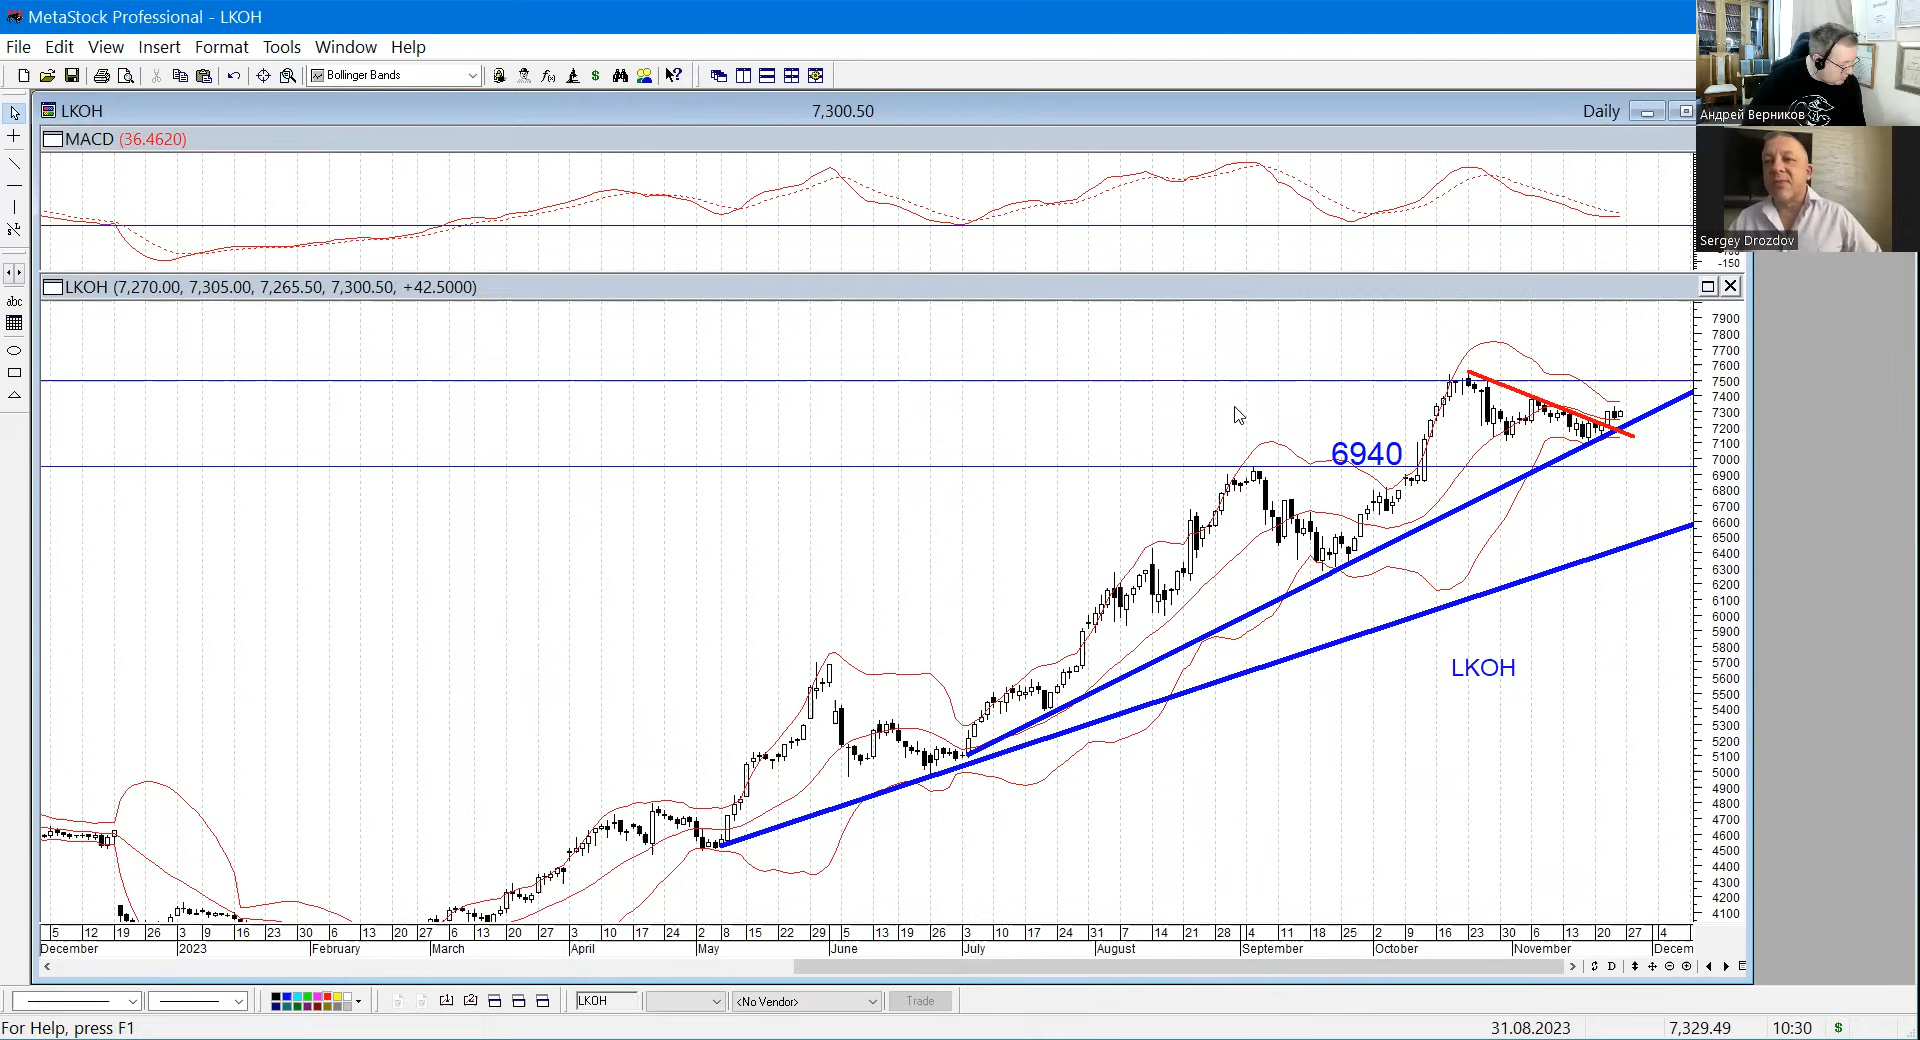 MetaStock Professional - LKOH
File Edit View Insert Format Tools Window Help
Bollinger Bands
LKOH 7,300.50 Daily
MACD (36.4620)
-150
LKOH (7,270.00, 7,305.00, 7,265.50, 7,300.50, +42.5000)
Андрей Верников
Sergey Drozdov
abc
6940
LKOH
7900
7800
7700
7600
7500
7400
7300
7200
7100
7000
6900
6800
6700
6600
6500
6400
6300
6200
6100
6000
5900
5800
5700
5600
5500
5400
5300
5200
5100
5000
4900
4800
4700
4600
4500
4400
4300
4200
4100
5 12 19 26 3 9 16 23 30 6 13 20 27 6 13 20 27 3 10 17 24 2 8 15 22 29 5 13 19 26 3 10 17 24 31 7 14 21 28 4 11 18 25 2 9 16 23 30 6 13 20 27 4
December 2023 February March April May June July August September October November Decem
D
LKOH <No Vendor> Trade
For Help, press F1 31.08.2023 7,329.49 10:30 $